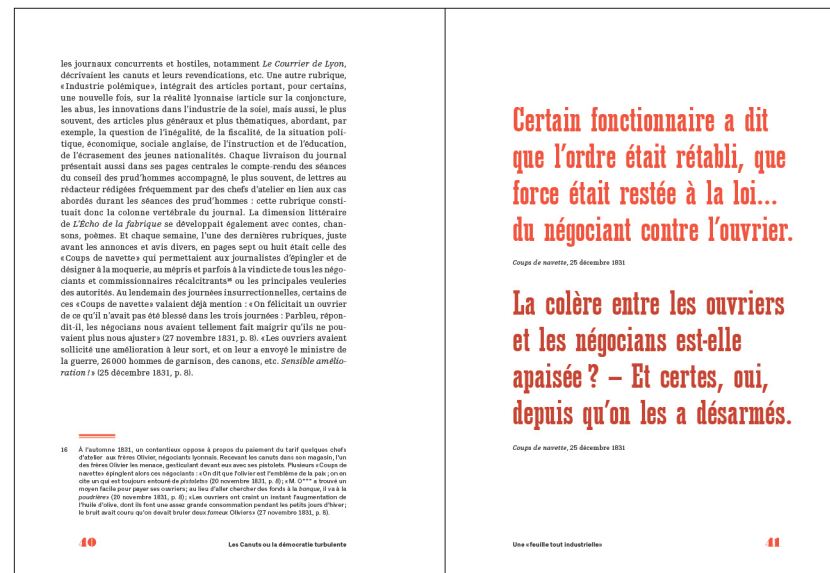 les journaux concurrents et hostiles, notamment Le Courrier de Lyon,
décrivaient les canuts et leurs revendications, etc. Une autre rubrique,
« Industrie polémique », intégrait des articles portant, pour certains,
une nouvelle fois, sur la réalité lyonnaise (article sur la conjoncture,
les abus, les innovations dans l'industrie de la soie), mais aussi, le plus
souvent, des articles plus généraux et plus thématiques, abordant, par
exemple, la question de l'inégalité, de la fiscalité, de la situation poli-
tique, économique, sociale anglaise, de l'instruction et de l'éducation,
de l'écrasement des jeunes nationalités. Chaque livraison du journal
présentait aussi dans ses pages centrales le compte-rendu des séances
du conseil des prud'hommes accompagné, le plus souvent, de lettres au
rédacteur rédigées fréquemment par des chefs d'atelier en lien aux cas
abordés durant les séances des prud'hommes : cette rubrique consti-
tuait donc la colonne vertébrale du journal. La dimension littéraire
de L'Écho de la fabrique se développait également avec contes, chan-
sons, poèmes. Et chaque semaine, l'une des dernières rubriques, juste
avant les annonces et avis divers, en pages sept ou huit était celle des
« Coups de navette » qui permettaient aux journalistes d'épingler et de
désigner à la moquerie, au mépris et parfois à la vindicte de tous les négo-
ciants et commissionnaires récalcitrants¹⁶ ou les principales veuleries
des autorités. Au lendemain des journées insurrectionnelles, certains de
ces « Coups de navette » valaient déjà mention : « On félicitait un ouvrier
de ce qu'il n'avait pas été blessé dans les trois journées : Parbleu, répon-
dit-il, les négocians nous avaient tellement fait maigrir qu'ils ne pou-
vaient plus nous ajuster » (27 novembre 1831, p. 8). « Les ouvriers avaient
sollicité une amélioration à leur sort, et on leur a envoyé le ministre de
la guerre, 26000 hommes de garnison, des canons, etc. Sensible amélio-
ration ! » (25 décembre 1831, p. 8).
16 À l'automne 1831, un contentieux oppose à propos du paiement du tarif quelques chefs
d'atelier aux frères Olivier, négociants lyonnais. Recevant les canuts dans son magasin, l'un
des frères Olivier les menace, gesticulant devant eux avec ses pistolets. Plusieurs « Coups de
navette » épinglent alors ces négociants : « On dit que l'olivier est l'emblème de la paix ; on en
cite un qui est toujours entouré de pistolets » (20 novembre 1831, p. 8) ; « M. O*** a trouvé un
moyen facile pour payer ses ouvriers ; au lieu d'aller chercher des fonds à la banque, il va à la
poudrière » (20 novembre 1831, p. 8) ; « Les ouvriers ont craint un instant l'augmentation de
l'huile d'olive, dont ils font une assez grande consommation pendant les petits jours d'hiver ;
le bruit avait couru qu'on devait bruler deux fameux Oliviers » (27 novembre 1831, p. 8).
40 Les Canuts ou la démocratie turbulente
Certain fonctionnaire a dit
que l'ordre était rétabli, que
force était restée à la loi...
du négociant contre l'ouvrier.
Coups de navette, 25 décembre 1831
La colère entre les ouvriers
et les négocians est-elle
apaisée ? – Et certes, oui,
depuis qu'on les a désarmés.
Coups de navette, 25 décembre 1831
Une « feuille tout industrielle » 41